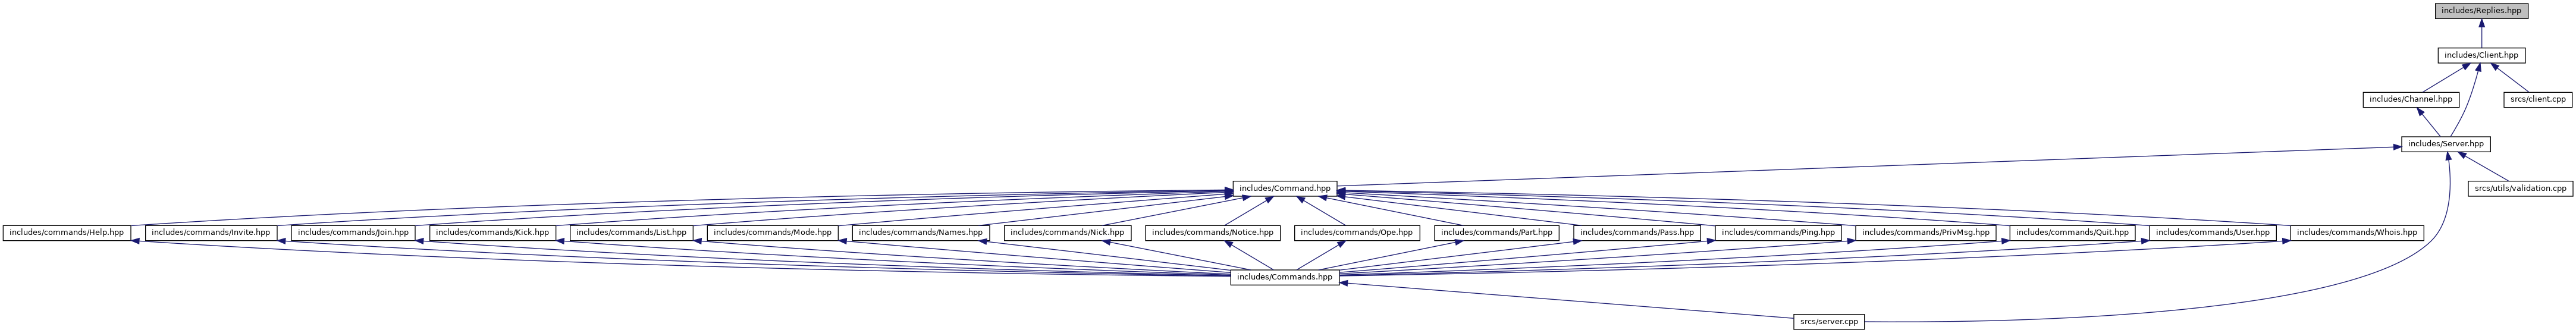 includes/Replies.hpp
includes/Client.hpp
includes/Channel.hpp
srcs/client.cpp
includes/Server.hpp
includes/Command.hpp
srcs/utils/validation.cpp
includes/commands/Help.hpp
includes/commands/Invite.hpp
includes/commands/Join.hpp
includes/commands/Kick.hpp
includes/commands/List.hpp
includes/commands/Mode.hpp
includes/commands/Names.hpp
includes/commands/Nick.hpp
includes/commands/Notice.hpp
includes/commands/Ope.hpp
includes/commands/Part.hpp
includes/commands/Pass.hpp
includes/commands/Ping.hpp
includes/commands/PrivMsg.hpp
includes/commands/Quit.hpp
includes/commands/User.hpp
includes/commands/Whois.hpp
includes/Commands.hpp
srcs/server.cpp